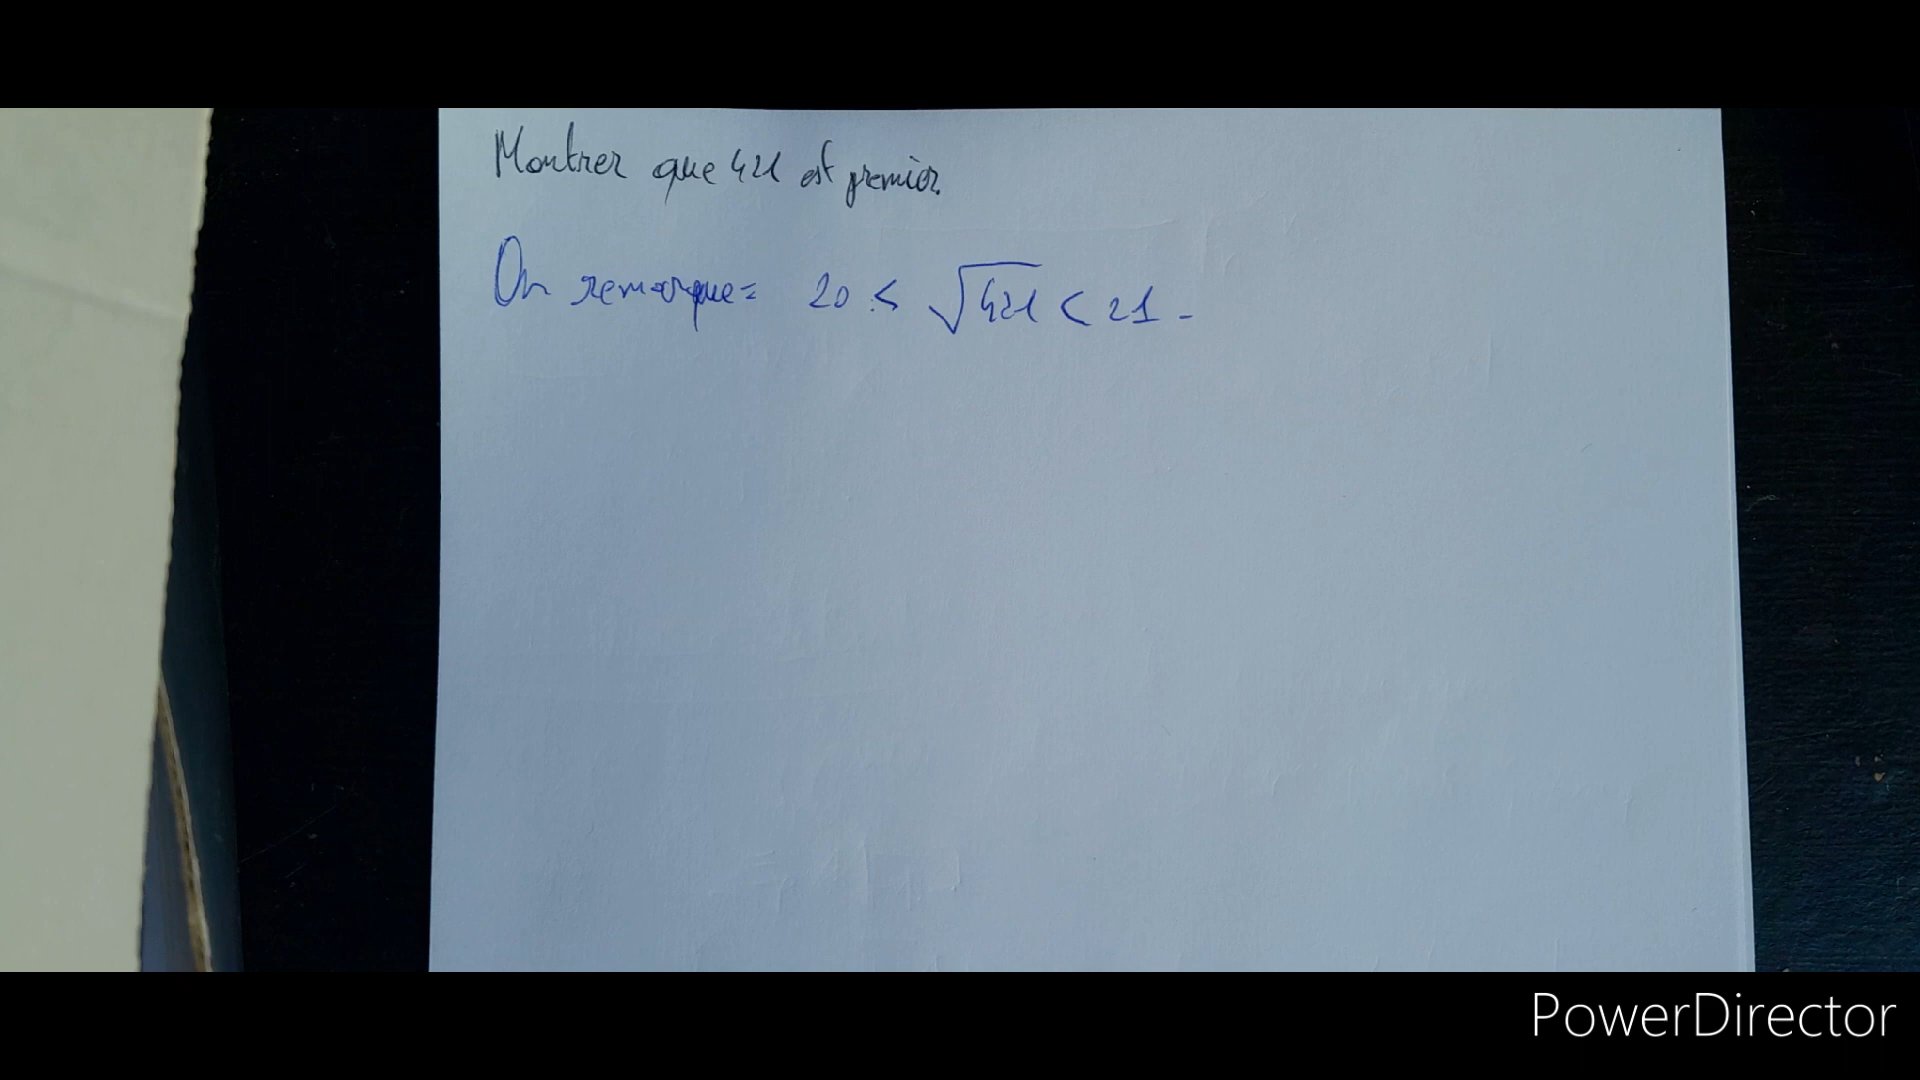 Montrer que 421 est premier.
On remarque : 20 < √421 < 21.
PowerDirector